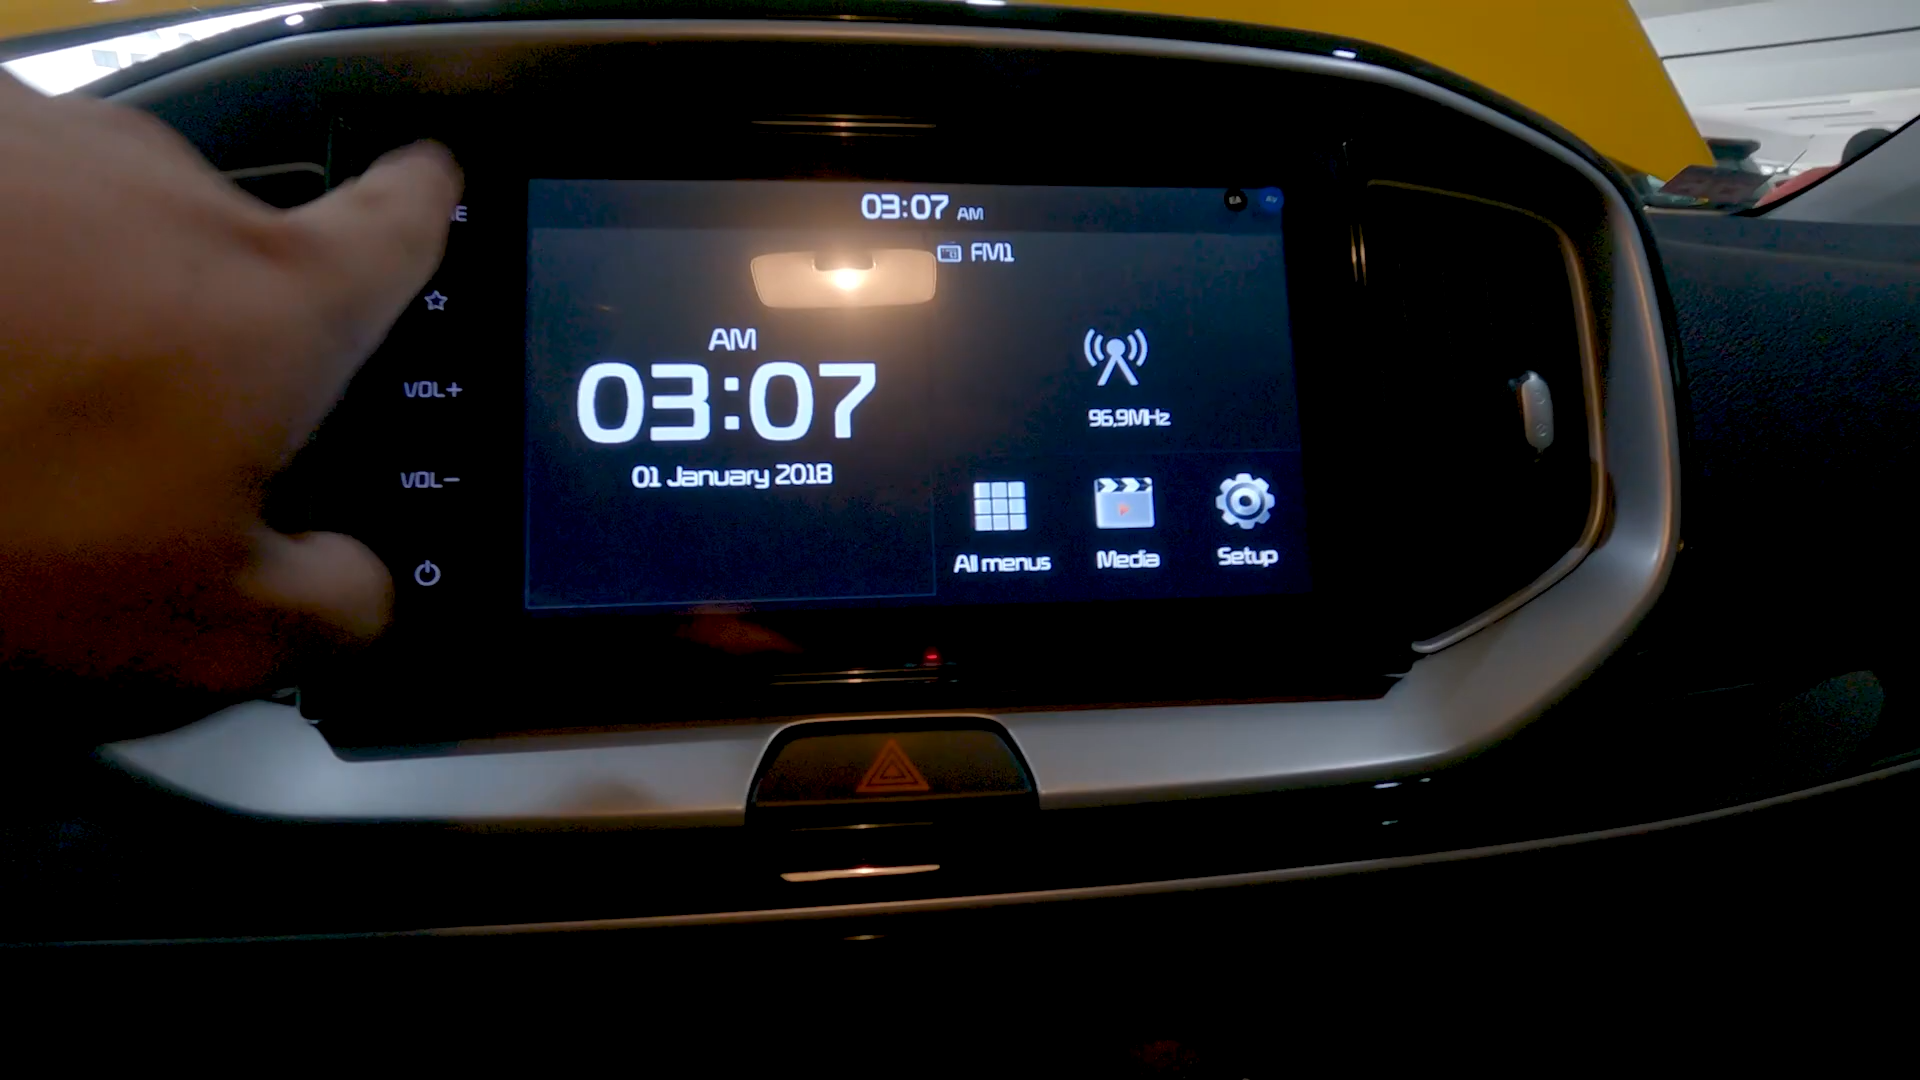 03:07 AM
FM1
AM
03:07
01 January 2018
96.9MHz
All menus
Media
Setup
VOL+
VOL−